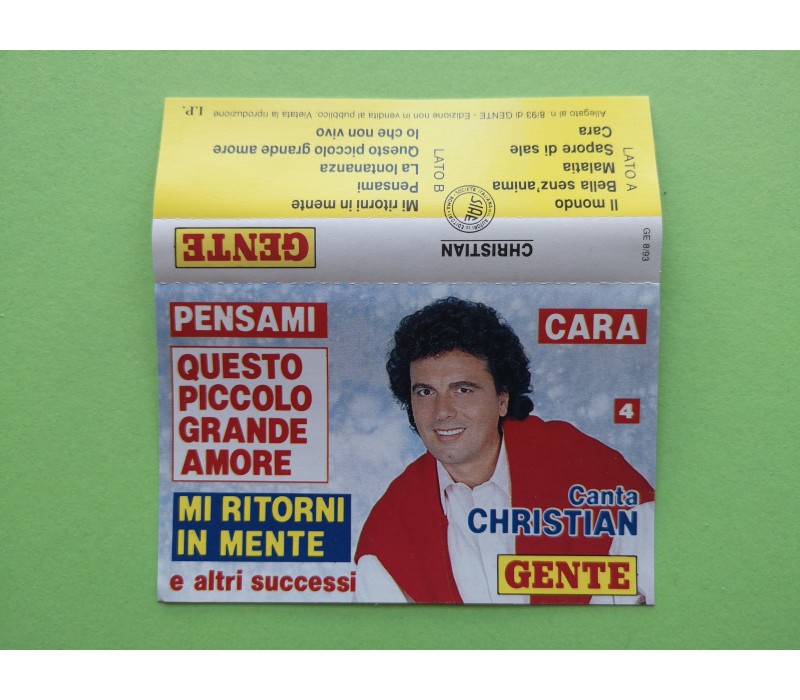 Allegato al n. 8/93 di GENTE - Edizione non in vendita al pubblico. Vietata la riproduzione I.P.
LATO A
Il mondo
Bella senz'anima
Malatia
Sapore di sale
Cara
LATO B
Mi ritorni in mente
Pensami
La lontananza
Questo piccolo grande amore
Io che non vivo
SIAE
GE 8/93
CHRISTIAN
GENTE
PENSAMI
CARA
QUESTO
PICCOLO
GRANDE
AMORE
4
MI RITORNI
IN MENTE
Canta
CHRISTIAN
e altri successi
GENTE